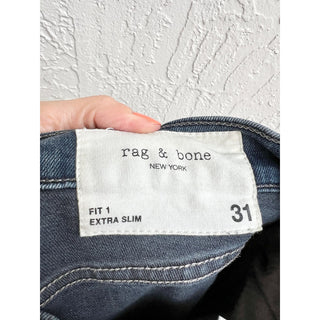 rag & bone
NEW YORK
FIT 1
EXTRA SLIM
31